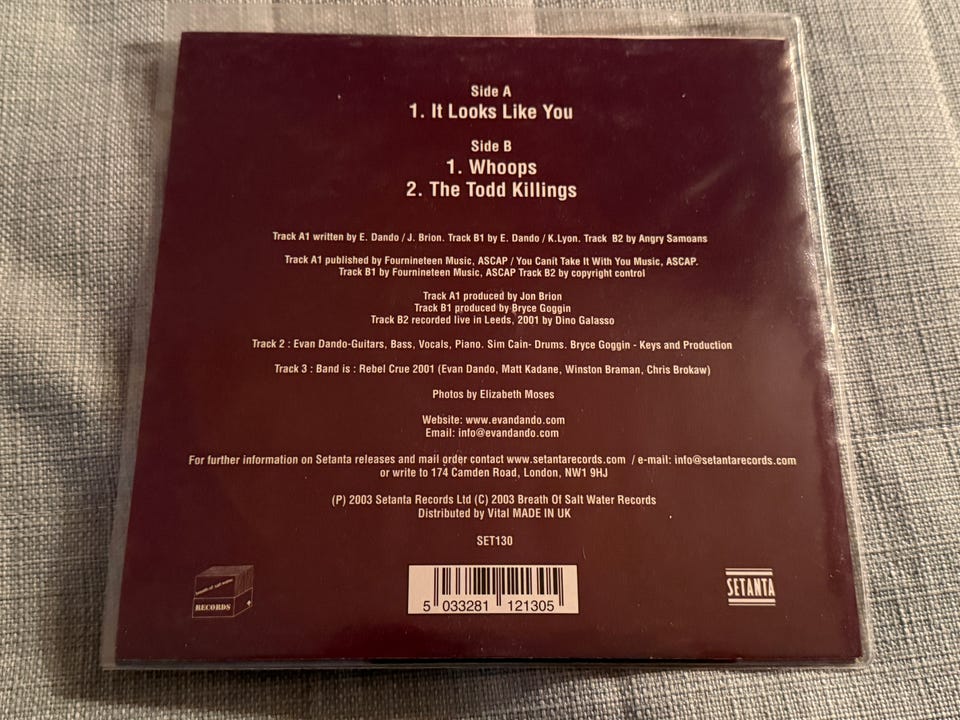 Side A
1. It Looks Like You
Side B
1. Whoops
2. The Todd Killings
Track A1 written by E. Dando / J. Brion. Track B1 by E. Dando / K.Lyon. Track B2 by Angry Samoans
Track A1 published by Fournineteen Music, ASCAP / You Canít Take It With You Music, ASCAP.
Track B1 by Fournineteen Music, ASCAP Track B2 by copyright control
Track A1 produced by Jon Brion
Track B1 produced by Bryce Goggin
Track B2 recorded live in Leeds, 2001 by Dino Galasso
Track 2 : Evan Dando-Guitars, Bass, Vocals, Piano. Sim Cain- Drums. Bryce Goggin - Keys and Production
Track 3 : Band is : Rebel Crue 2001 (Evan Dando, Matt Kadane, Winston Braman, Chris Brokaw)
Photos by Elizabeth Moses
Website: www.evandando.com
Email: info@evandando.com
For further information on Setanta releases and mail order contact www.setantarecords.com / e-mail: info@setantarecords.com
or write to 174 Camden Road, London, NW1 9HJ
(P) 2003 Setanta Records Ltd (C) 2003 Breath Of Salt Water Records
Distributed by Vital MADE IN UK
SET130
breath of salt water
RECORDS
5 033281 121305
SETANTA